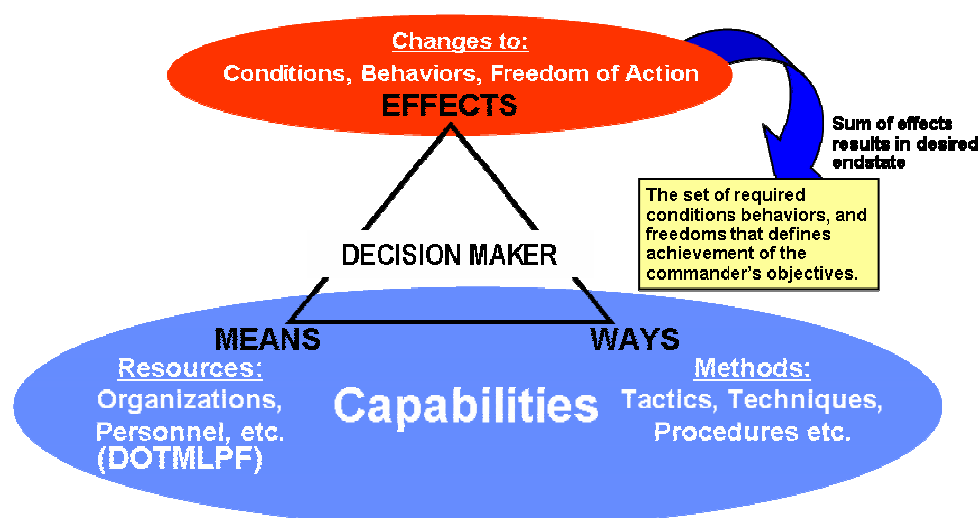 Changes to:
Conditions, Behaviors, Freedom of Action
EFFECTS
Sum of effects
results in desired
endstate
The set of required
conditions behaviors, and
freedoms that defines
achievement of the
commander's objectives.
DECISION MAKER
MEANS
WAYS
Resources:
Organizations,
Personnel, etc.
(DOTMLPF)
Capabilities
Methods:
Tactics, Techniques,
Procedures etc.